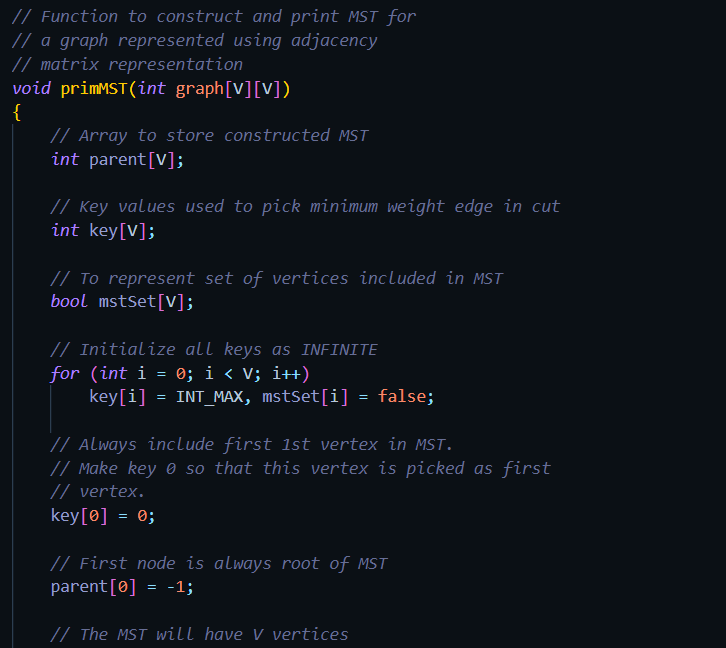 // Function to construct and print MST for
// a graph represented using adjacency
// matrix representation
void primMST(int graph[V][V])
{
// Array to store constructed MST
int parent[V];
// Key values used to pick minimum weight edge in cut
int key[V];
// To represent set of vertices included in MST
bool mstSet[V];
// Initialize all keys as INFINITE
for (int i = 0; i < V; i++)
key[i] = INT_MAX, mstSet[i] = false;
// Always include first 1st vertex in MST.
// Make key 0 so that this vertex is picked as first
// vertex.
key[0] = 0;
// First node is always root of MST
parent[0] = -1;
// The MST will have V vertices